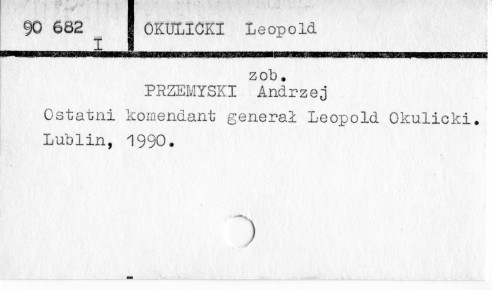 90 682 I OKULICKI Leopold
zob.
PRZEMYSKI Andrzej
Ostatni komendant generał Leopold Okulicki.
Lublin, 1990.